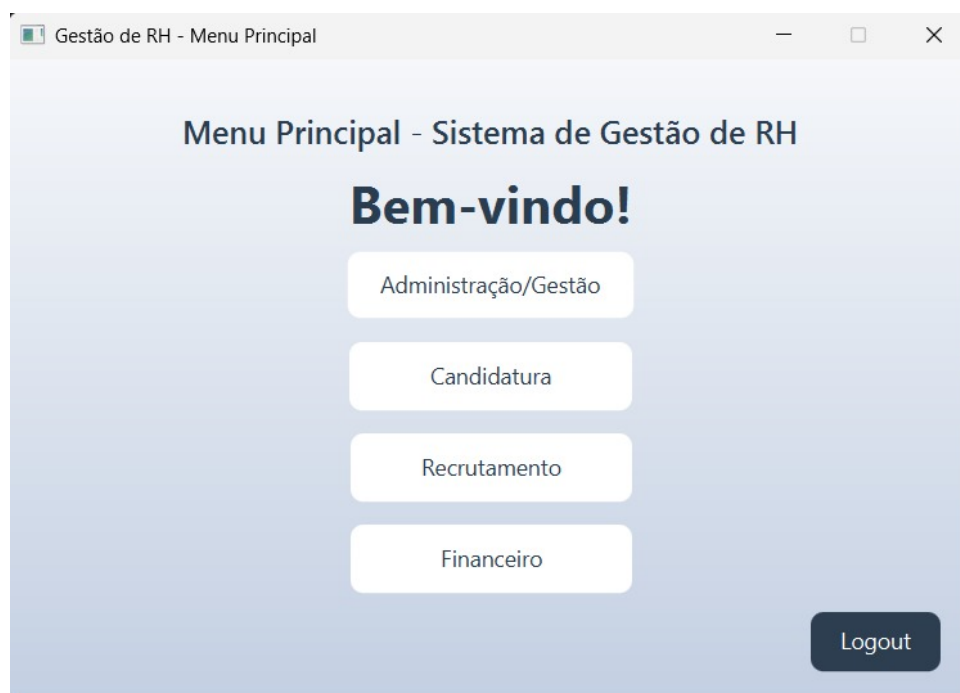 Gestão de RH - Menu Principal
Menu Principal - Sistema de Gestão de RH
Bem-vindo!
Administração/Gestão
Candidatura
Recrutamento
Financeiro
Logout